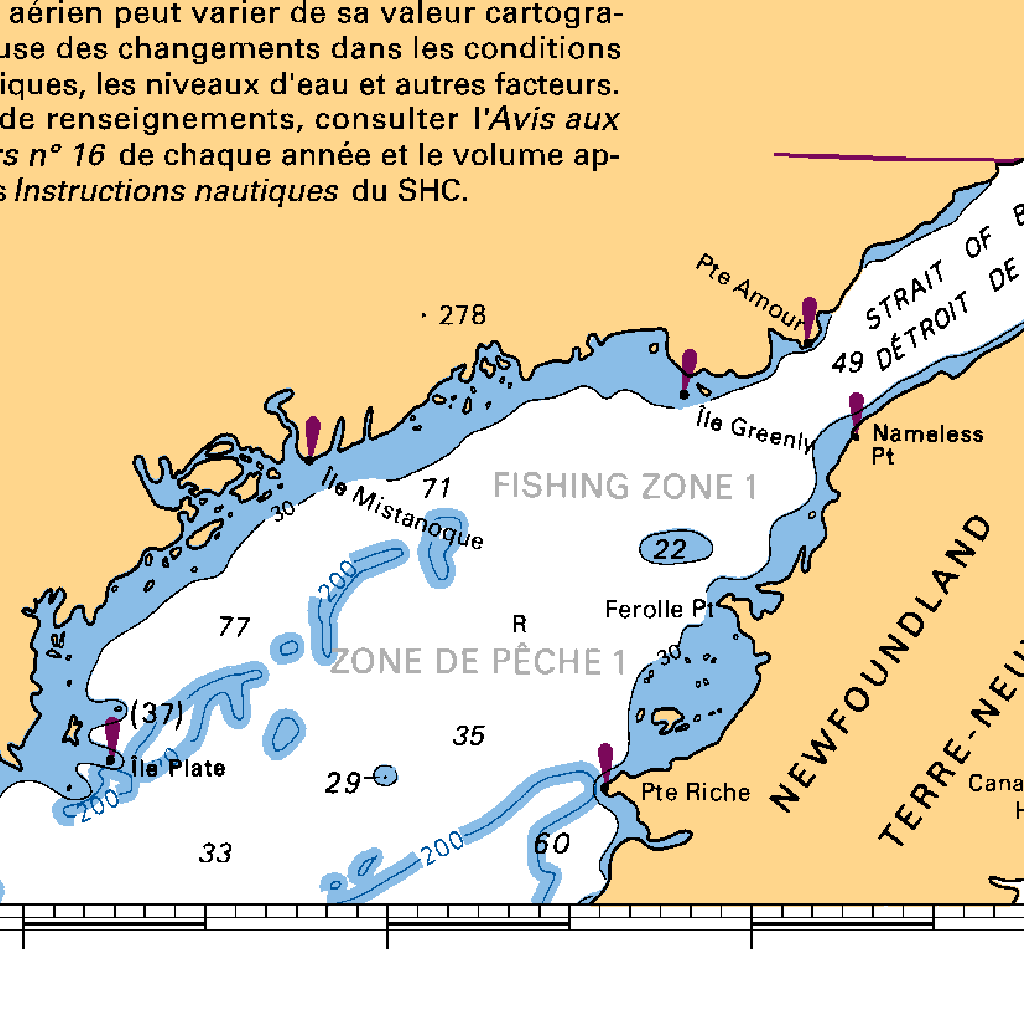 aérien peut varier de sa valeur cartogra-
use des changements dans les conditions
iques, les niveaux d'eau et autres facteurs.
de renseignements, consulter l'Avis aux
rs n° 16 de chaque année et le volume ap-
s Instructions nautiques du SHC.
STRAIT OF B
DÉTROIT DE
Pte Amour
278
49
Île Greenly
Nameless
Pt
Île Mistanoque
71
FISHING ZONE 1
30
22
200
NEWFOUNDLAND
TERRE-NEU
Ferolle Pt
77
R
ZONE DE PÊCHE 1
30
(37)
35
Île Plate
29
200
Pte Riche
Cana
H
33
200
60